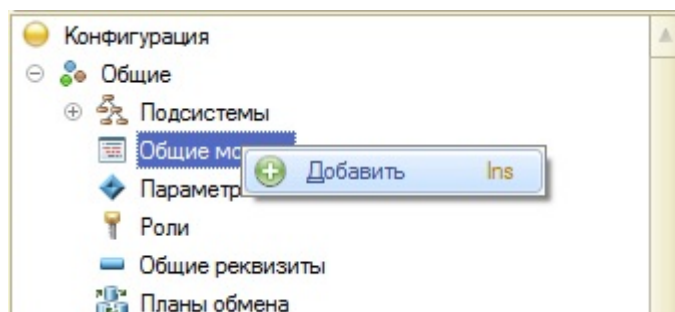 Конфигурация
Общие
Подсистемы
Общие мо
Добавить Ins
Параметр
Роли
Общие реквизиты
Планы обмена